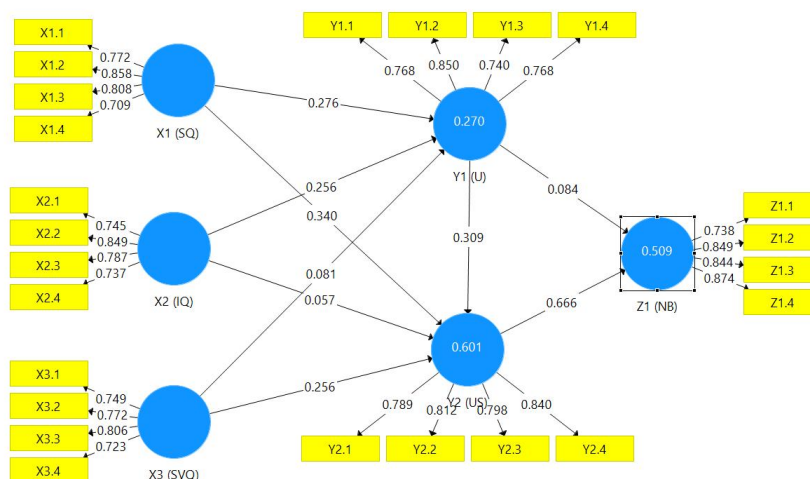 X1.1
X1.2
X1.3
X1.4
0.772
0.858
0.808
0.709
X1 (SQ)
X2.1
X2.2
X2.3
X2.4
0.745
0.849
0.787
0.737
X2 (IQ)
X3.1
X3.2
X3.3
X3.4
0.749
0.772
0.806
0.723
X3 (SVQ)
0.276
0.256
0.340
0.081
0.057
0.256
Y1.1
Y1.2
Y1.3
Y1.4
0.768
0.850
0.740
0.768
0.270
Y1 (U)
0.309
0.601
Y2 (US)
0.789
0.812
0.798
0.840
Y2.1
Y2.2
Y2.3
Y2.4
0.084
0.666
0.509
Z1 (NB)
0.738
0.849
0.844
0.874
Z1.1
Z1.2
Z1.3
Z1.4